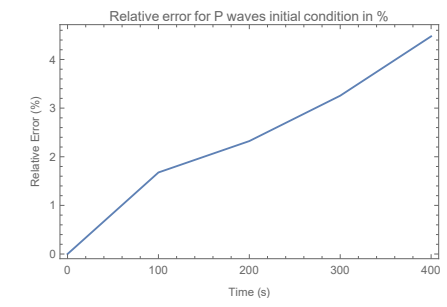 Relative error for P waves initial condition in %
4
3
2
1
0
Relative Error (%)
0 100 200 300 400
Time (s)